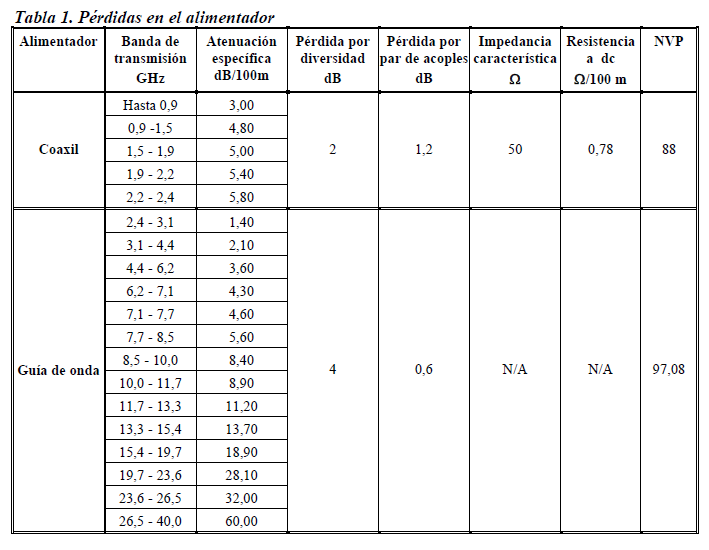 Tabla 1. Pérdidas en el alimentador
Alimentador Banda de transmisión GHz Atenuación específica dB/100m Pérdida por diversidad dB Pérdida por par de acoples dB Impedancia característica Ω Resistencia a dc Ω/100 m NVP
Coaxil
Hasta 0,9 3,00
0,9 -1,5 4,80
1,5 - 1,9 5,00 2 1,2 50 0,78 88
1,9 - 2,2 5,40
2,2 - 2,4 5,80
Guía de onda
2,4 - 3,1 1,40
3,1 - 4,4 2,10
4,4 - 6,2 3,60
6,2 - 7,1 4,30
7,1 - 7,7 4,60
7,7 - 8,5 5,60
8,5 - 10,0 8,40 4 0,6 N/A N/A 97,08
10,0 - 11,7 8,90
11,7 - 13,3 11,20
13,3 - 15,4 13,70
15,4 - 19,7 18,90
19,7 - 23,6 28,10
23,6 - 26,5 32,00
26,5 - 40,0 60,00